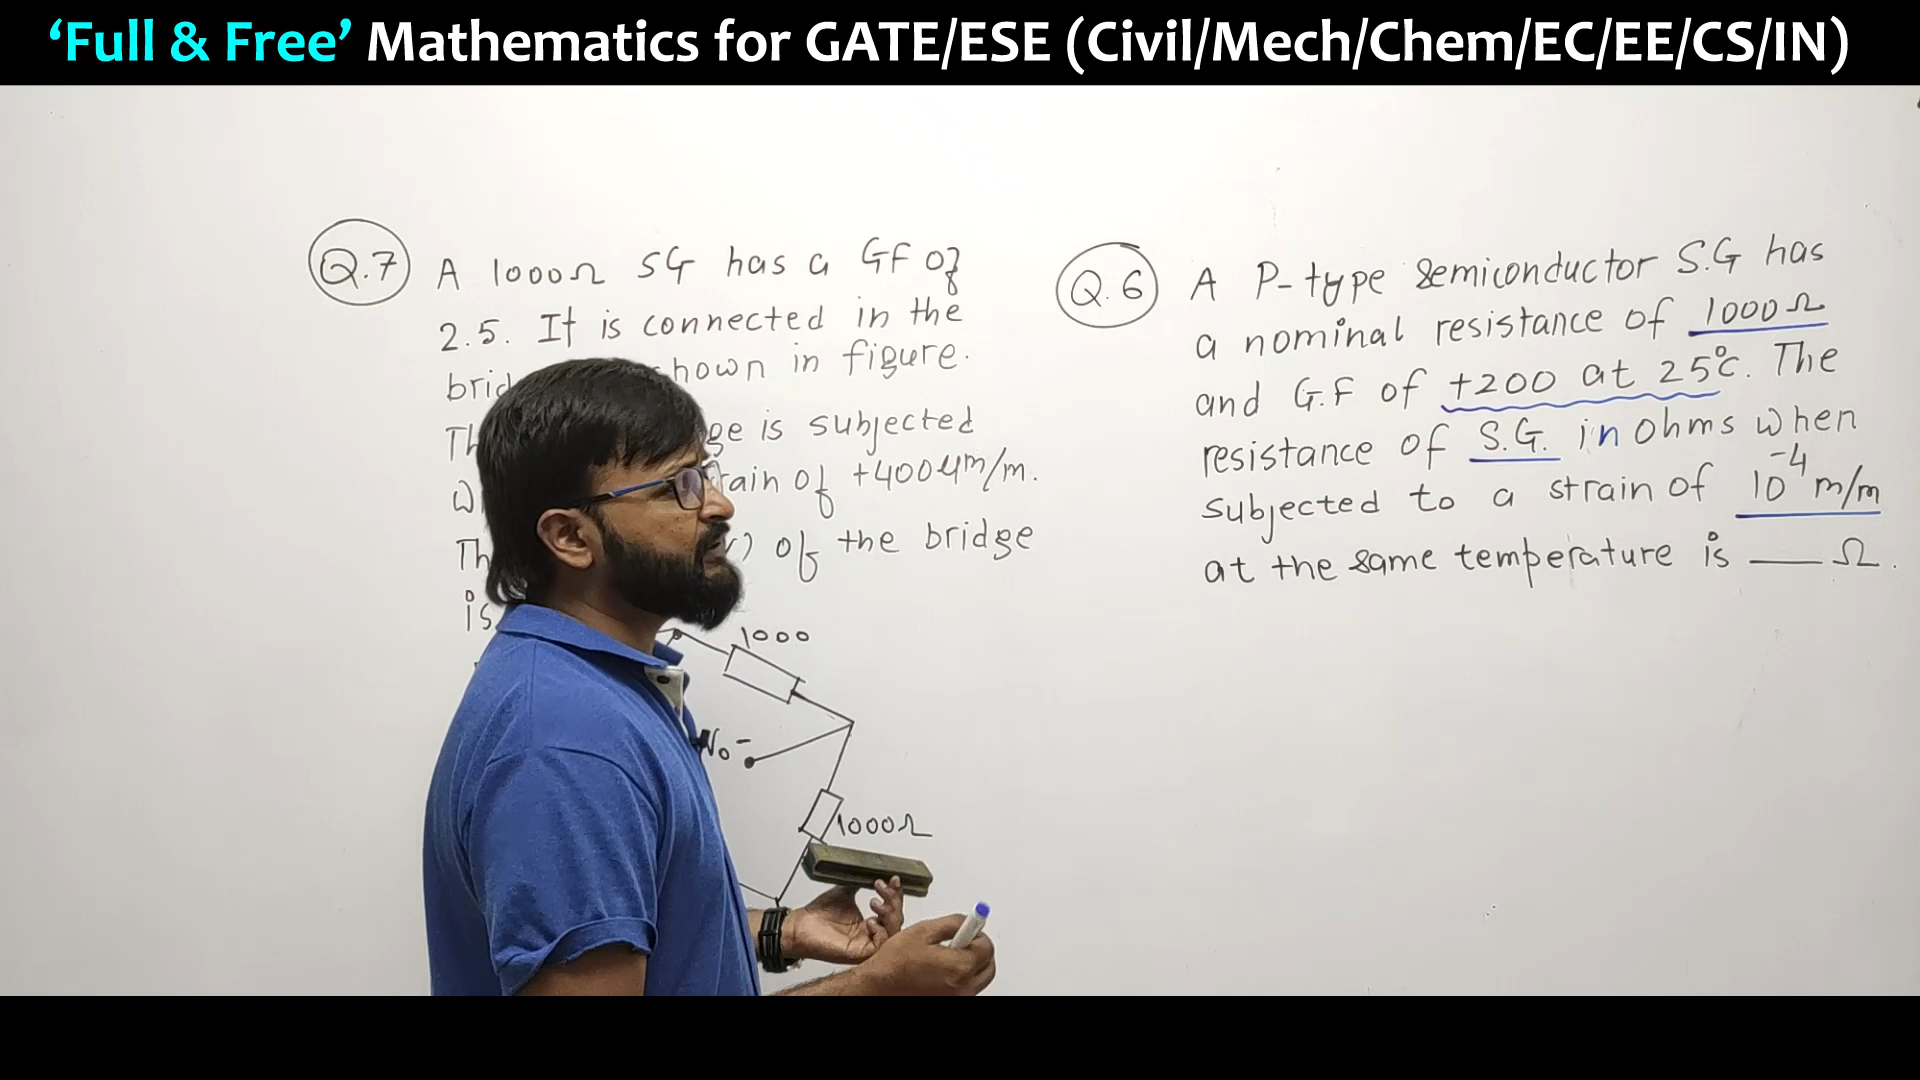 ‘Full & Free’ Mathematics for GATE/ESE (Civil/Mech/Chem/EC/EE/CS/IN)
Q.7 A 1000Ω SG has a GF of
2.5. It is connected in the
hown in figure.
ge is subjected
rain of +400μm/m.
of the bridge
is
1000
V₀ -
1000Ω
Q.6 A P-type semiconductor S.G has
a nominal resistance of 1000Ω
and G.F of +200 at 25°C. The
resistance of S.G. in ohms when
subjected to a strain of 10⁻⁴ m/m
at the same temperature is ___ Ω.